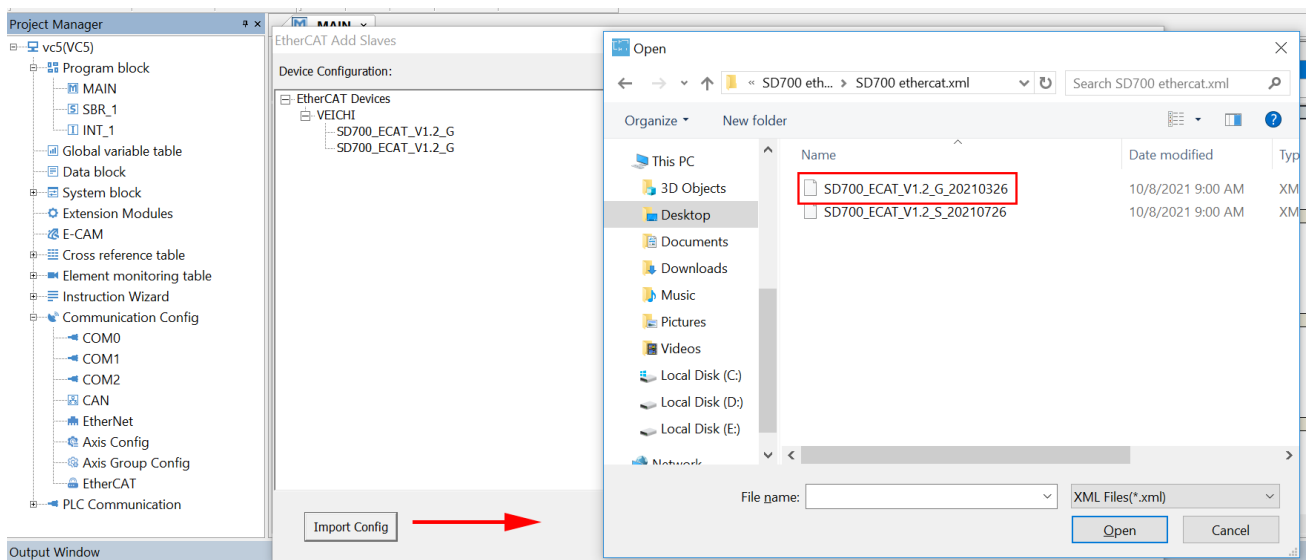 Project Manager
vc5(VC5)
Program block
MAIN
SBR_1
INT_1
Global variable table
Data block
System block
Extension Modules
E-CAM
Cross reference table
Element monitoring table
Instruction Wizard
Communication Config
COM0
COM1
COM2
CAN
EtherNet
Axis Config
Axis Group Config
EtherCAT
PLC Communication
Output Window
MAIN
EtherCAT Add Slaves
Device Configuration:
EtherCAT Devices
VEICHI
SD700_ECAT_V1.2_G
SD700_ECAT_V1.2_G
Import Config
Open
« SD700 eth... > SD700 ethercat.xml
Search SD700 ethercat.xml
Organize
New folder
This PC
3D Objects
Desktop
Documents
Downloads
Music
Pictures
Videos
Local Disk (C:)
Local Disk (D:)
Local Disk (E:)
Network
Name Date modified Typ
SD700_ECAT_V1.2_G_20210326 10/8/2021 9:00 AM XM
SD700_ECAT_V1.2_S_20210726 10/8/2021 9:00 AM XM
File name:
XML Files(*.xml)
Open
Cancel